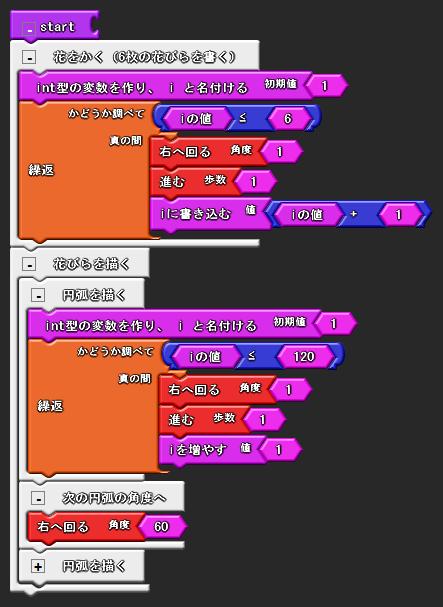 - start
- 花をかく (6枚の花びらを書く)
int型の変数を作り、 i と名付ける 初期値 1
かどうか調べて iの値 ≤ 6
真の間
繰返
右へ回る 角度 1
進む 歩数 1
iに書き込む 値 iの値 + 1
- 花びらを描く
- 円弧を描く
int型の変数を作り、 i と名付ける 初期値 1
かどうか調べて iの値 ≤ 120
真の間
繰返
右へ回る 角度 1
進む 歩数 1
iを増やす 値 1
- 次の円弧の角度へ
右へ回る 角度 60
+ 円弧を描く